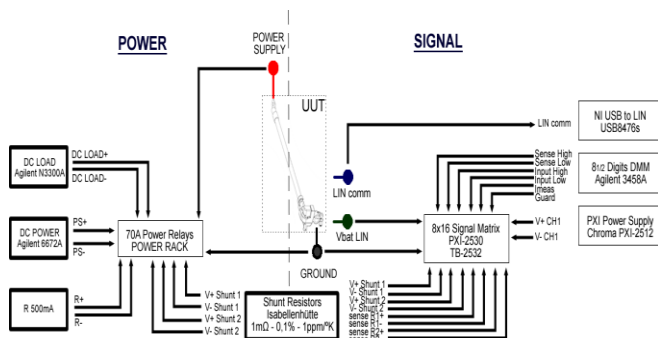 POWER
POWER
SUPPLY
SIGNAL
UUT
LIN comm
NI USB to LIN
USB8476s
DC LOAD
Agilent N3300A
DC LOAD+
DC LOAD-
Sense High
Sense Low
Input High
Input Low
Imeas
Guard
81/2 Digits DMM
Agilent 3458A
LIN comm
DC POWER
Agilent 6672A
PS+
PS-
70A Power Relays
POWER RACK
Vbat LIN
8x16 Signal Matrix
PXI-2530
TB-2532
V+ CH1
V- CH1
PXI Power Supply
Chroma PXI-2512
GROUND
R 500mA
R+
R-
V+ Shunt 1
V- Shunt 1
V+ Shunt 2
V- Shunt 2
Shunt Resistors
Isabellenhütte
1mΩ - 0,1% - 1ppm/ºK
V+ Shunt 1
V- Shunt 1
V+ Shunt 2
V- Shunt 2
sense R1+
sense R1-
sense R2+